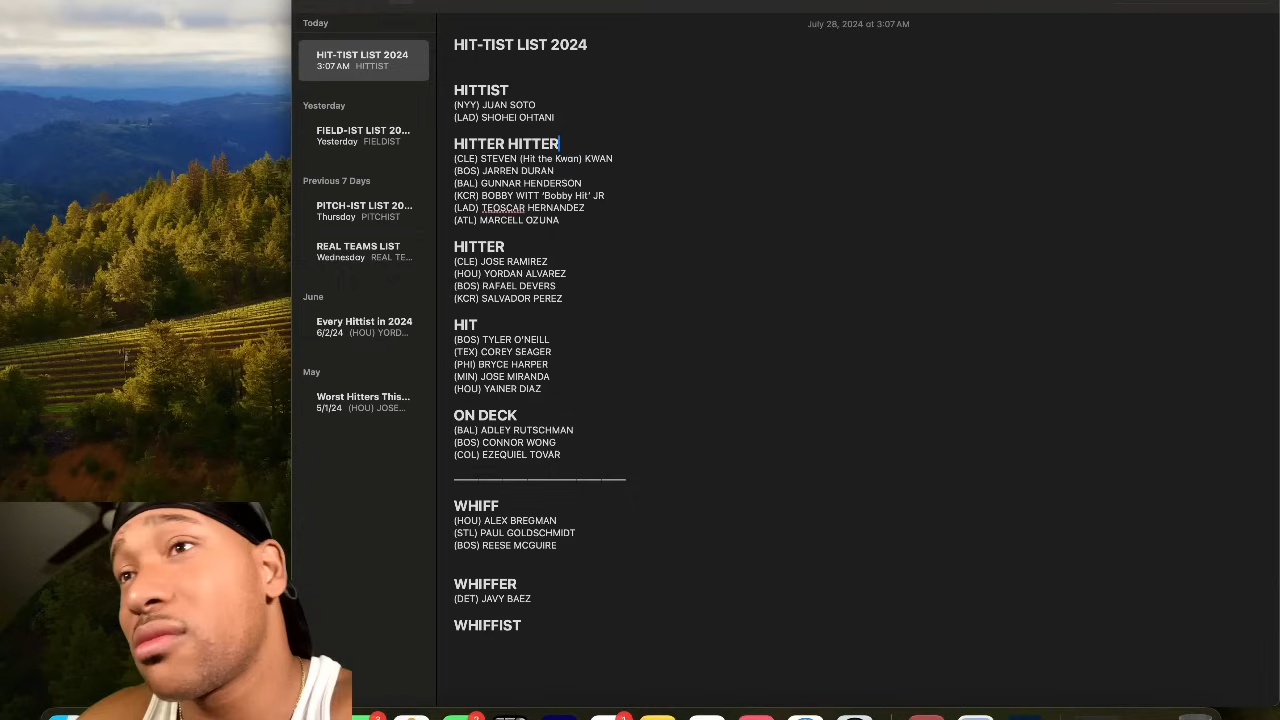 Today
HIT-TIST LIST 2024
3:07 AM HITTIST
Yesterday
FIELD-IST LIST 20...
Yesterday FIELDIST
Previous 7 Days
PITCH-IST LIST 20...
Thursday PITCHIST
REAL TEAMS LIST
Wednesday REAL TE...
June
Every Hittist in 2024
6/2/24 (HOU) YORD...
May
Worst Hitters This...
5/1/24 (HOU) JOSE...
July 28, 2024 at 3:07 AM
HIT-TIST LIST 2024
HITTIST
(NYY) JUAN SOTO
(LAD) SHOHEI OHTANI
HITTER HITTER
(CLE) STEVEN (Hit the Kwan) KWAN
(BOS) JARREN DURAN
(BAL) GUNNAR HENDERSON
(KCR) BOBBY WITT ‘Bobby Hit’ JR
(LAD) TEOSCAR HERNANDEZ
(ATL) MARCELL OZUNA
HITTER
(CLE) JOSE RAMIREZ
(HOU) YORDAN ALVAREZ
(BOS) RAFAEL DEVERS
(KCR) SALVADOR PEREZ
HIT
(BOS) TYLER O’NEILL
(TEX) COREY SEAGER
(PHI) BRYCE HARPER
(MIN) JOSE MIRANDA
(HOU) YAINER DIAZ
ON DECK
(BAL) ADLEY RUTSCHMAN
(BOS) CONNOR WONG
(COL) EZEQUIEL TOVAR
WHIFF
(HOU) ALEX BREGMAN
(STL) PAUL GOLDSCHMIDT
(BOS) REESE MCGUIRE
WHIFFER
(DET) JAVY BAEZ
WHIFFIST